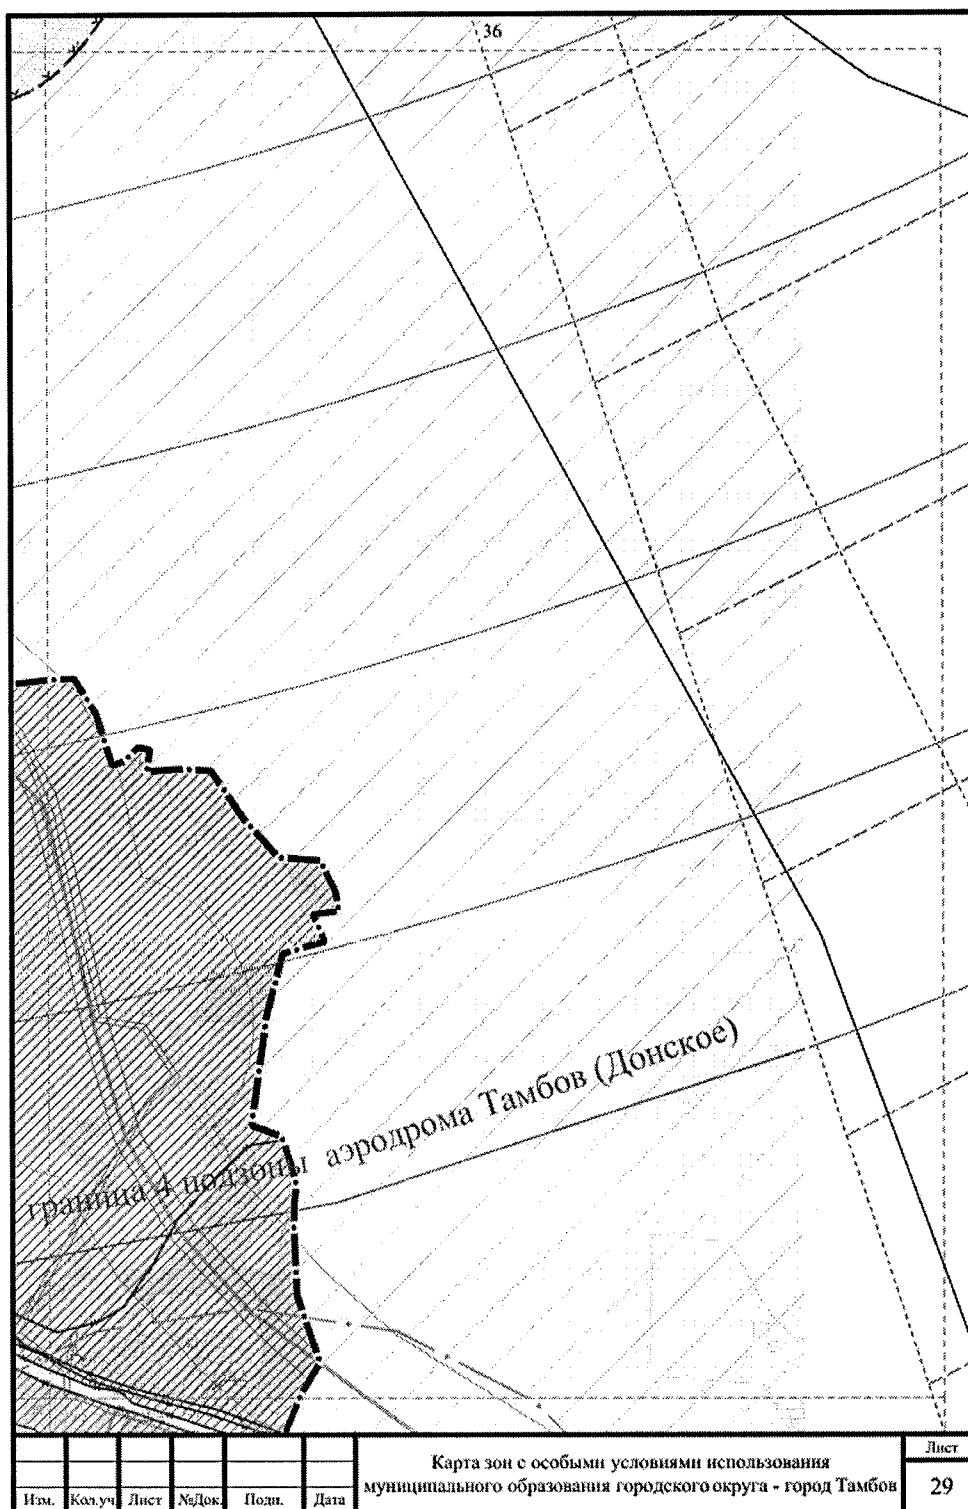 36
граница 4 подзоны аэродрома Тамбов (Донское)
Карта зон с особыми условиями использования
муниципального образования городского округа - город Тамбов
Лист
29
Изм. Кол.уч Лист №Док. Подп. Дата